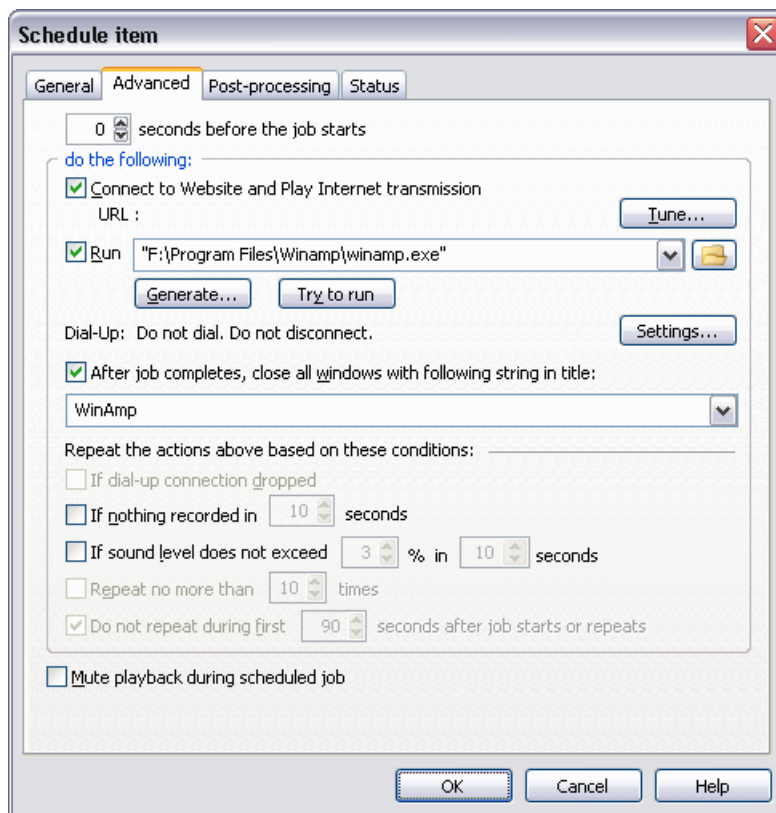 Schedule item
General Advanced Post-processing Status
0 seconds before the job starts
do the following:
Connect to Website and Play Internet transmission
URL : Tune...
Run "F:\Program Files\Winamp\winamp.exe"
Generate... Try to run
Dial-Up: Do not dial. Do not disconnect. Settings...
After job completes, close all windows with following string in title:
WinAmp
Repeat the actions above based on these conditions:
If dial-up connection dropped
If nothing recorded in 10 seconds
If sound level does not exceed 3 % in 10 seconds
Repeat no more than 10 times
Do not repeat during first 90 seconds after job starts or repeats
Mute playback during scheduled job
OK Cancel Help